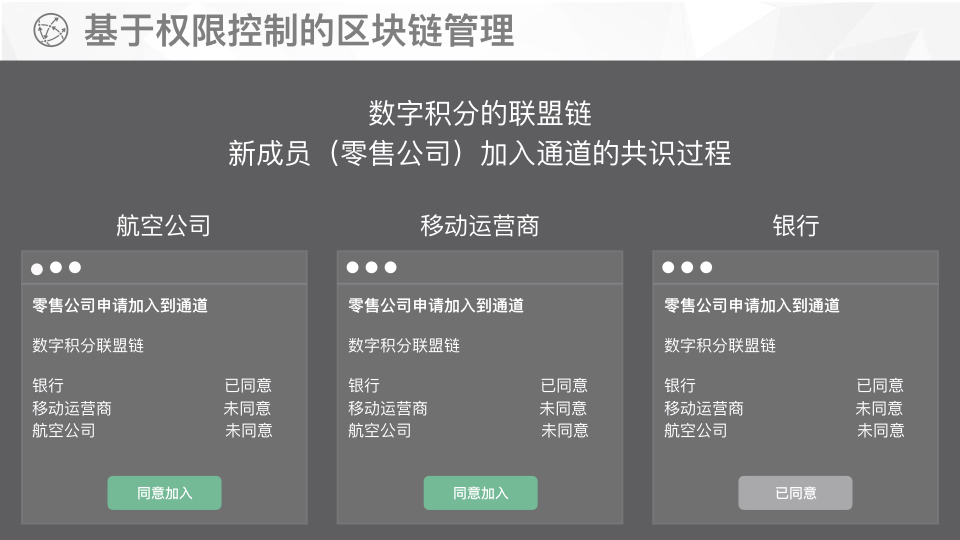 基于权限控制的区块链管理
数字积分的联盟链
新成员（零售公司）加入通道的共识过程
航空公司
零售公司申请加入到通道
数字积分联盟链
银行 已同意
移动运营商 未同意
航空公司 未同意
同意加入
移动运营商
零售公司申请加入到通道
数字积分联盟链
银行 已同意
移动运营商 未同意
航空公司 未同意
同意加入
银行
零售公司申请加入到通道
数字积分联盟链
银行 已同意
移动运营商 未同意
航空公司 未同意
已同意